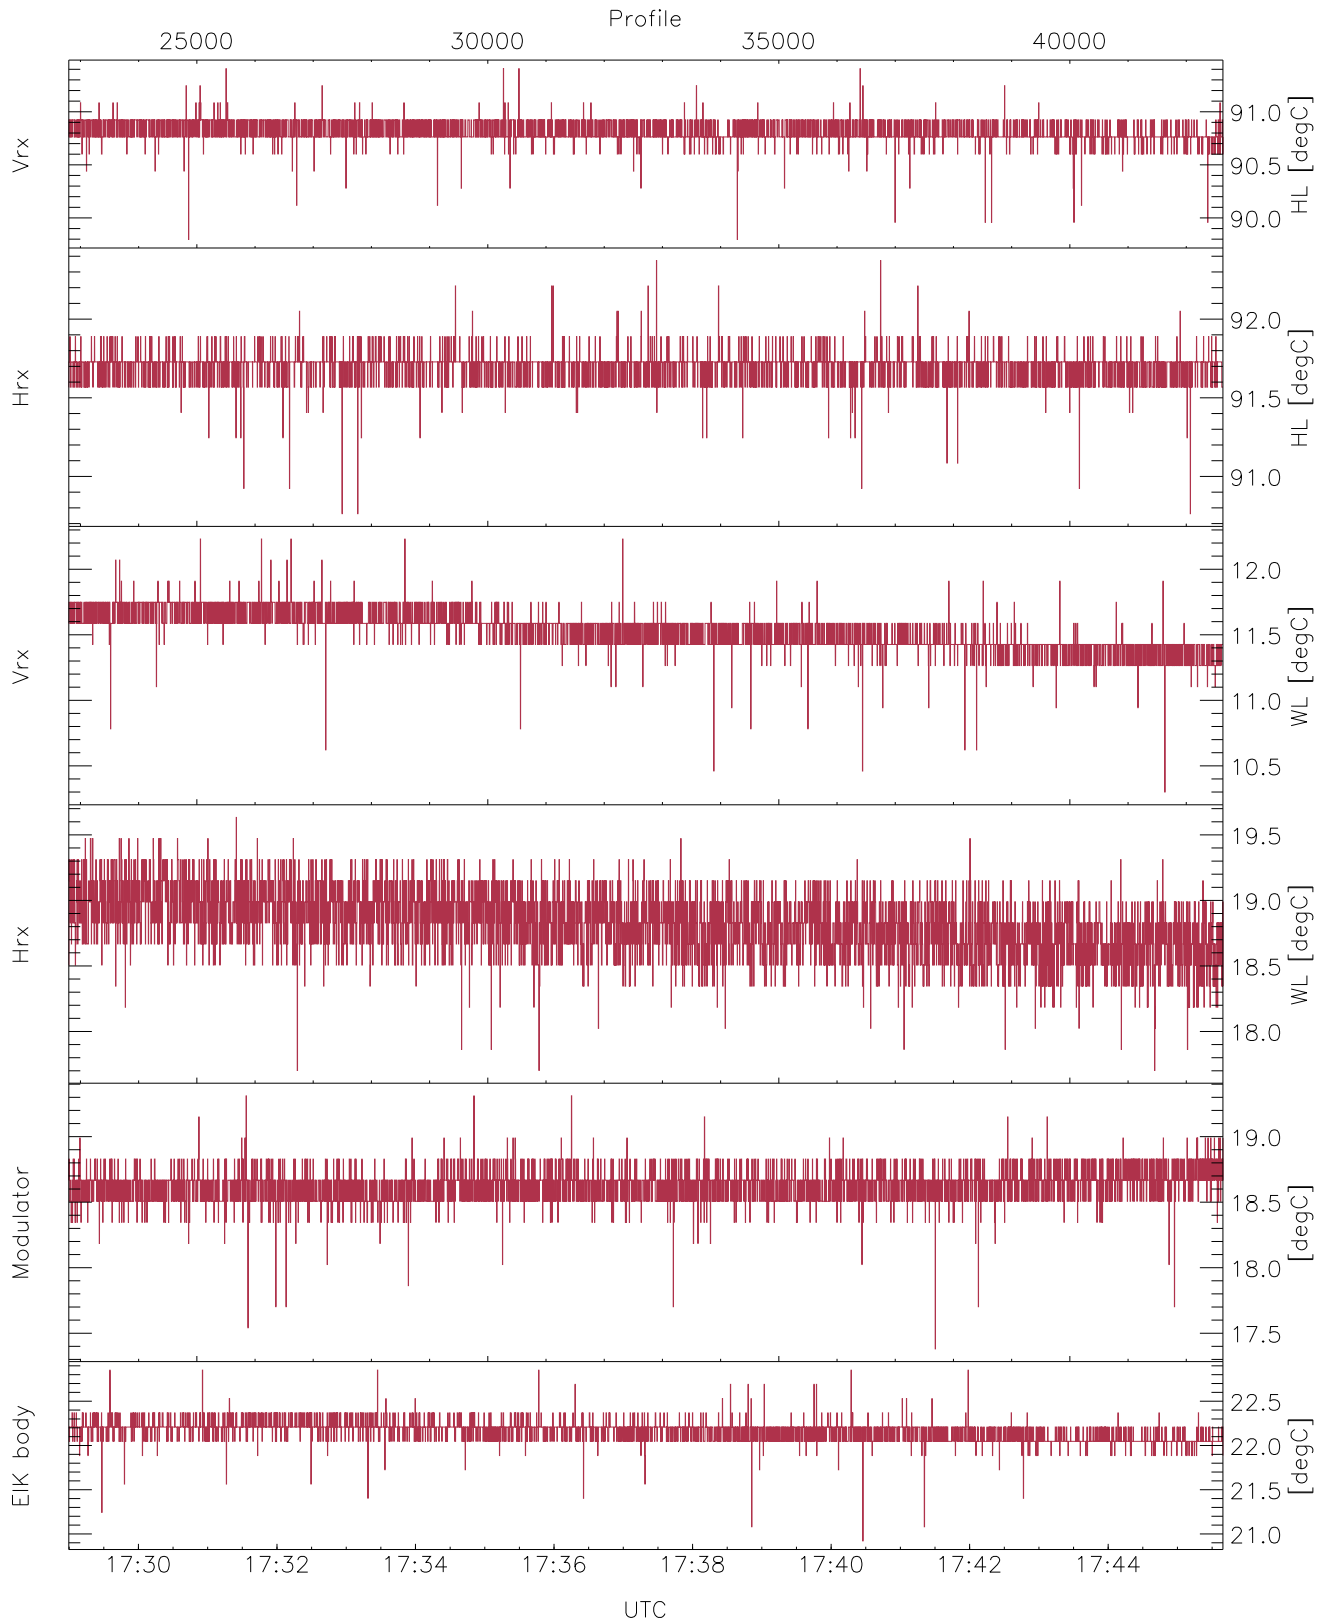 Profile
25000 30000 35000 40000
Vrx
91.0
90.5
90.0
HL [degC]
Hrx
92.0
91.5
91.0
HL [degC]
Vrx
12.0
11.5
11.0
10.5
WL [degC]
Hrx
19.5
19.0
18.5
18.0
WL [degC]
Modulator
19.0
18.5
18.0
17.5
[degC]
EIK body
22.5
22.0
21.5
21.0
[degC]
17:30 17:32 17:34 17:36 17:38 17:40 17:42 17:44
UTC